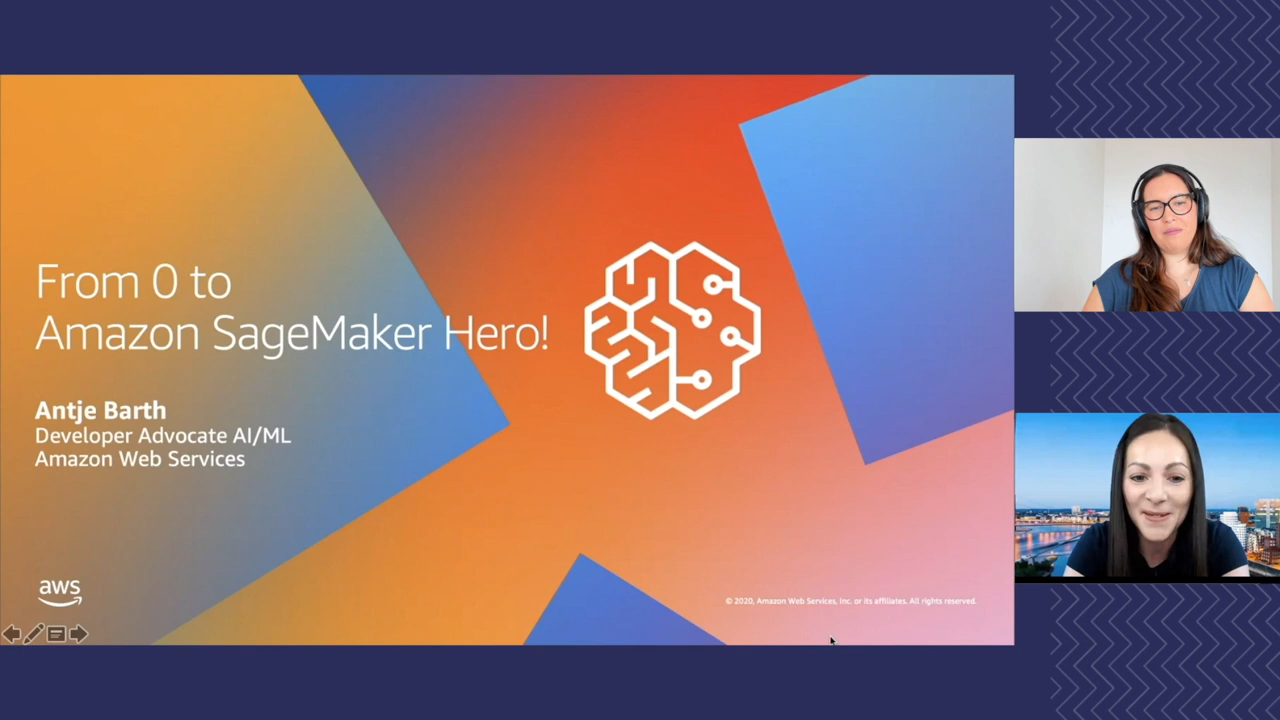 From 0 to
Amazon SageMaker Hero!
Antje Barth
Developer Advocate AI/ML
Amazon Web Services
aws
© 2020, Amazon Web Services, Inc. or its affiliates. All rights reserved.